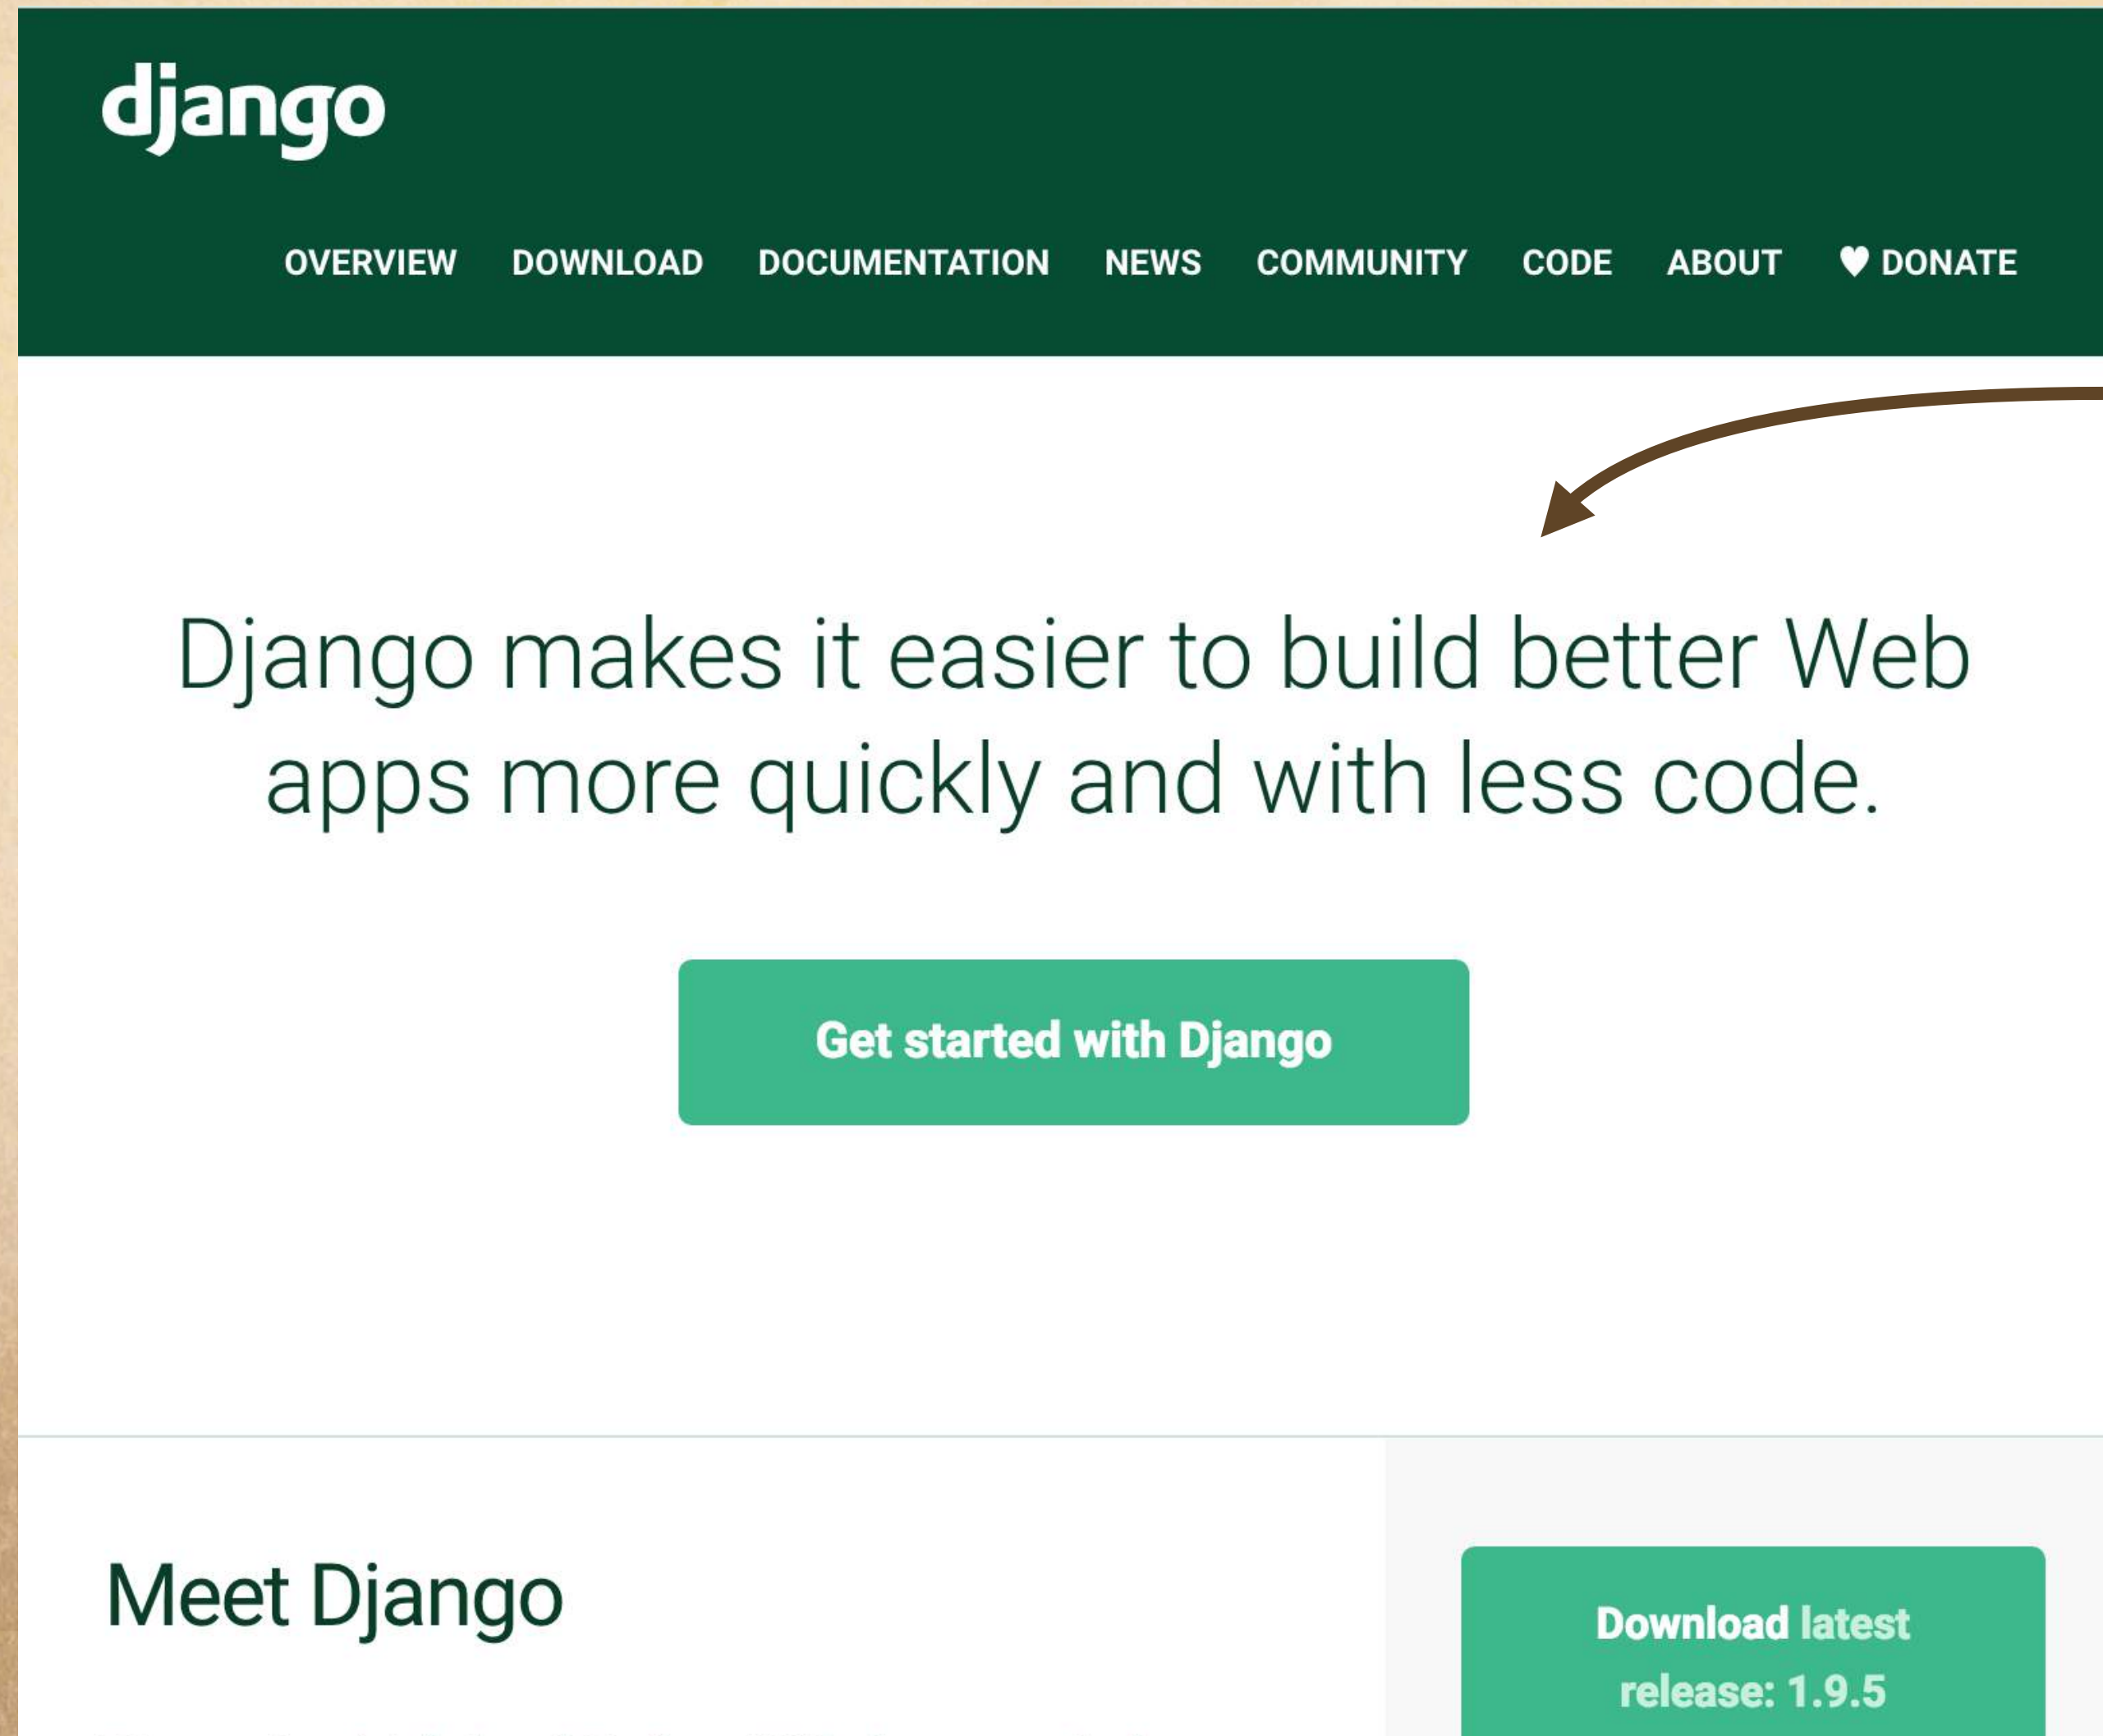 django
OVERVIEW DOWNLOAD DOCUMENTATION NEWS COMMUNITY CODE ABOUT ♥ DONATE
Django makes it easier to build better Web
apps more quickly and with less code.
Get started with Django
Meet Django
Download latest
release: 1.9.5